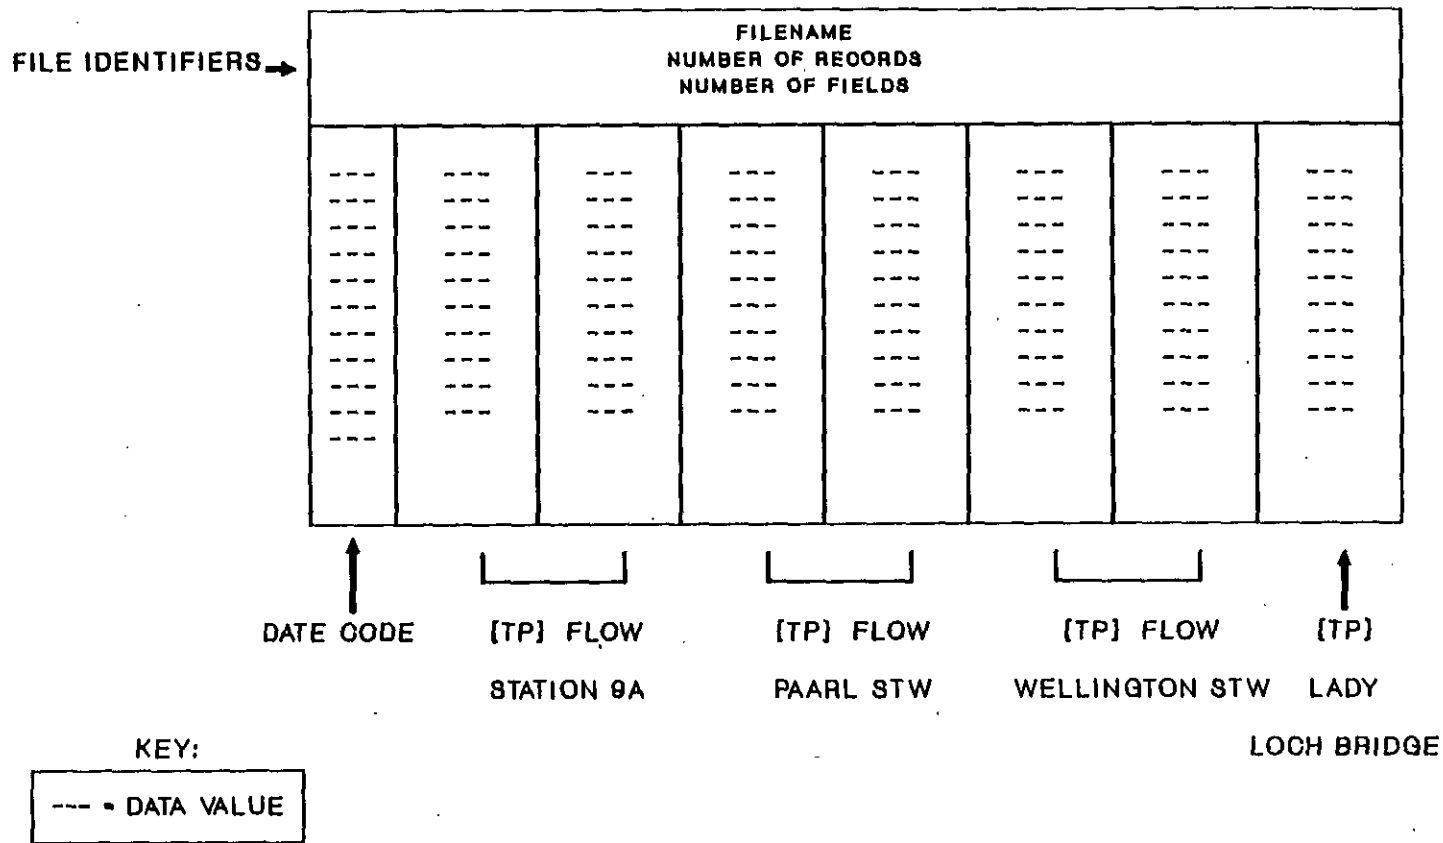 FILENAME
FILE IDENTIFIERS
NUMBER OF RECORDS
NUMBER OF FIELDS
DATE CODE
[TP] FLOW
[TP] FLOW
[TP] FLOW
[TP]
STATION 9A
PAARL STW
WELLINGTON STW
LADY
LOCH BRIDGE
KEY:
--- = DATA VALUE